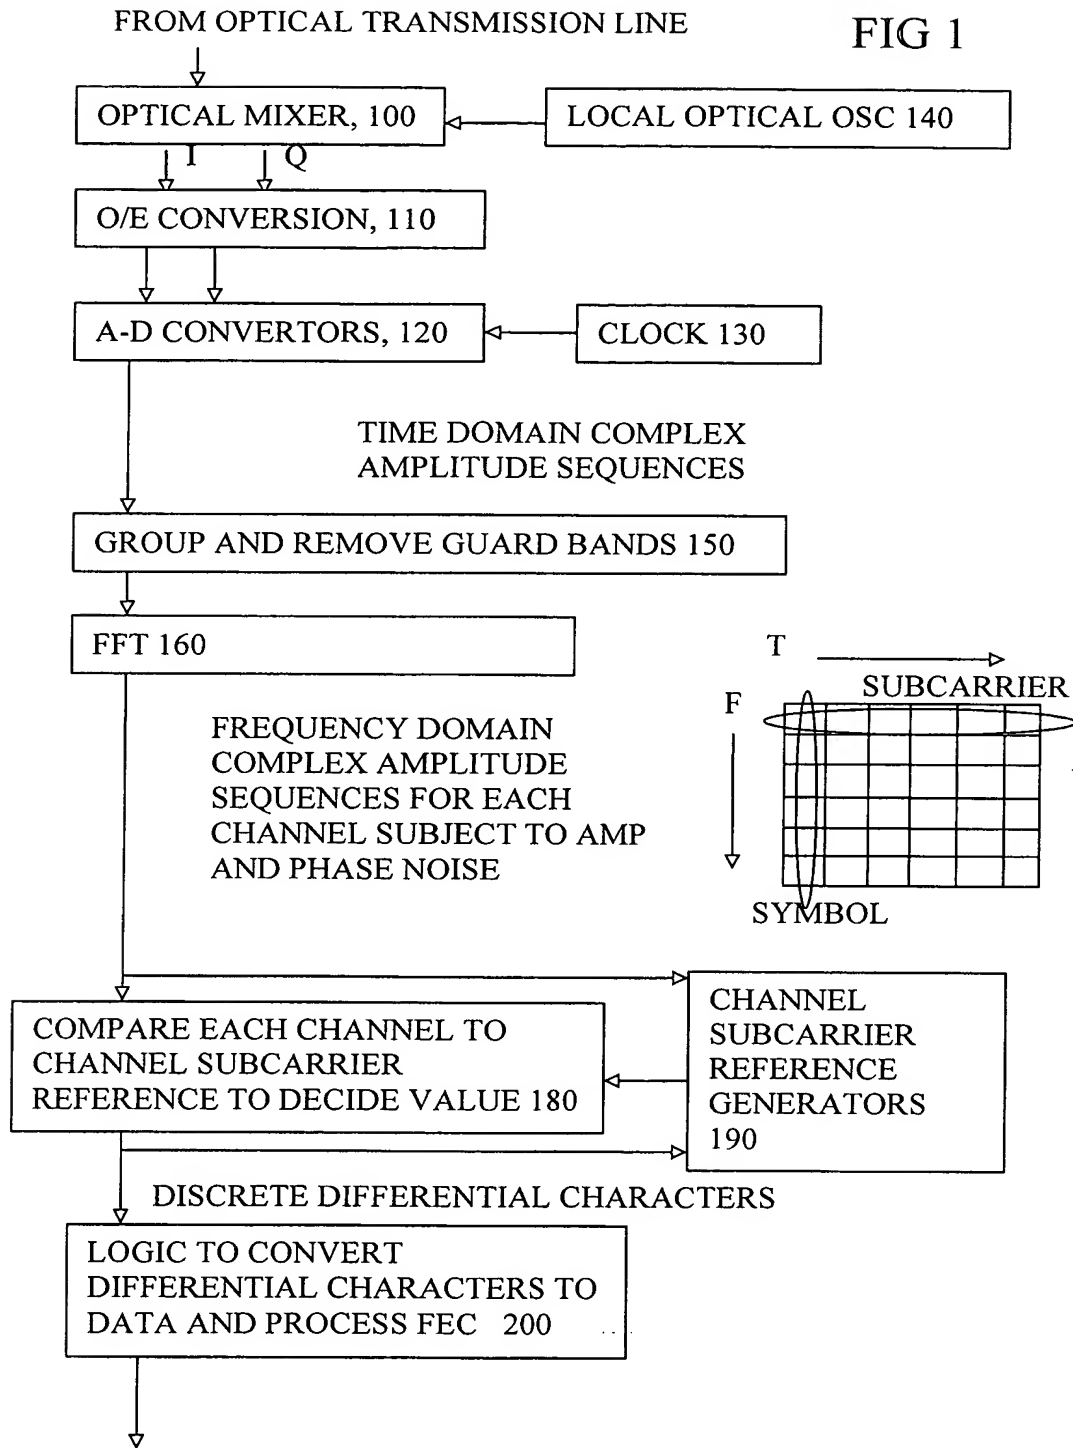 FROM OPTICAL TRANSMISSION LINE
FIG 1
OPTICAL MIXER, 100
LOCAL OPTICAL OSC 140
I
Q
O/E CONVERSION, 110
A-D CONVERTORS, 120
CLOCK 130
TIME DOMAIN COMPLEX
AMPLITUDE SEQUENCES
GROUP AND REMOVE GUARD BANDS 150
FFT 160
T
SUBCARRIER
F
FREQUENCY DOMAIN
COMPLEX AMPLITUDE
SEQUENCES FOR EACH
CHANNEL SUBJECT TO AMP
AND PHASE NOISE
SYMBOL
COMPARE EACH CHANNEL TO
CHANNEL SUBCARRIER
REFERENCE TO DECIDE VALUE 180
CHANNEL
SUBCARRIER
REFERENCE
GENERATORS
190
DISCRETE DIFFERENTIAL CHARACTERS
LOGIC TO CONVERT
DIFFERENTIAL CHARACTERS TO
DATA AND PROCESS FEC 200